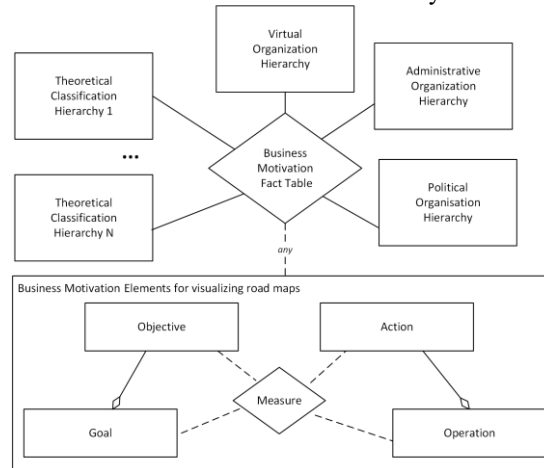 Virtual
Organization
Hierarchy
Theoretical
Classification
Hierarchy 1
Administrative
Organization
Hierarchy
...
Business
Motivation
Fact Table
Theoretical
Classification
Hierarchy N
Political
Organisation
Hierarchy
any
Business Motivation Elements for visualizing road maps
Objective
Action
Measure
Goal
Operation